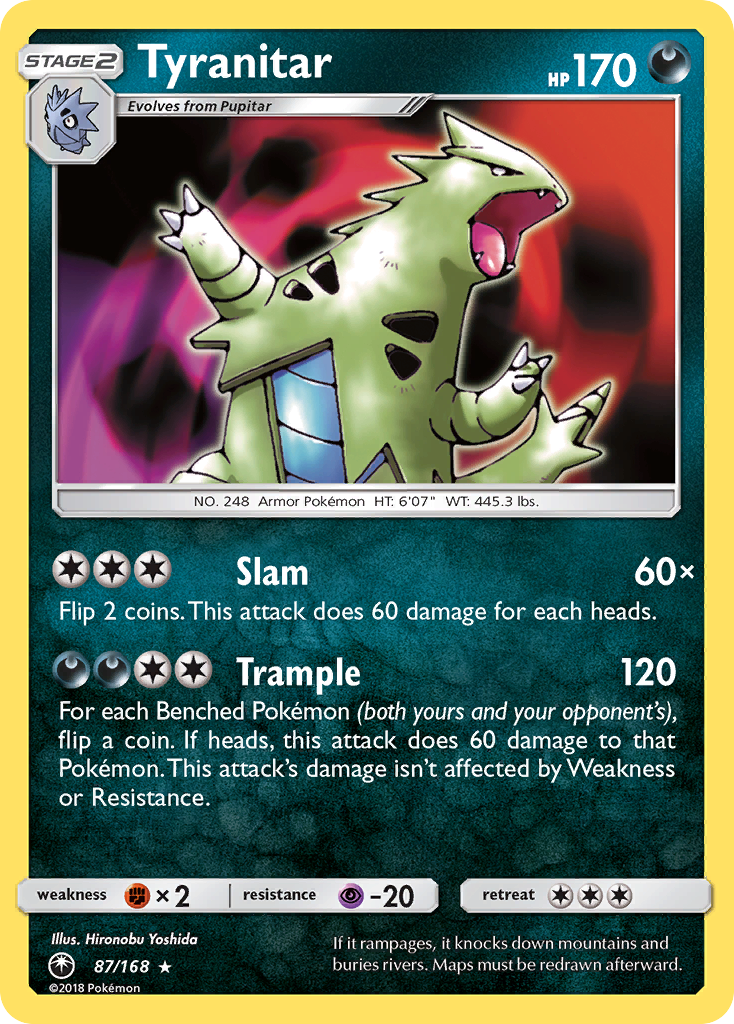 STAGE2
Tyranitar
HP 170
Evolves from Pupitar
NO. 248 Armor Pokémon HT: 6'07" WT: 445.3 lbs.
Slam 60×
Flip 2 coins. This attack does 60 damage for each heads.
Trample 120
For each Benched Pokémon (both yours and your opponent's),
flip a coin. If heads, this attack does 60 damage to that
Pokémon. This attack's damage isn't affected by Weakness
or Resistance.
weakness ×2 resistance -20 retreat
Illus. Hironobu Yoshida
87/168 ★
©2018 Pokémon
If it rampages, it knocks down mountains and
buries rivers. Maps must be redrawn afterward.